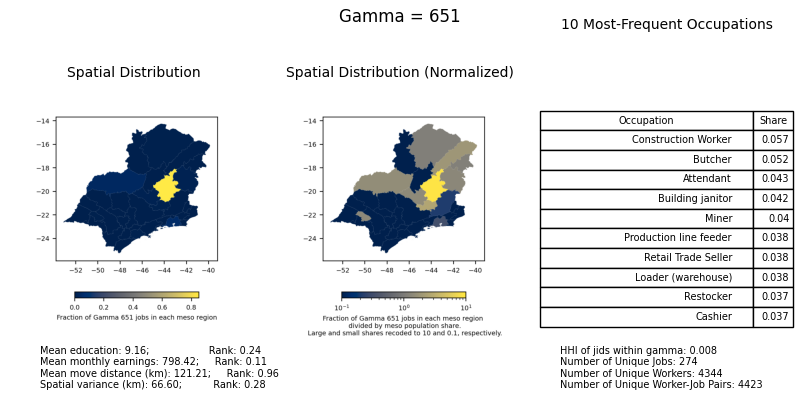 Gamma = 651
10 Most-Frequent Occupations
Spatial Distribution
Spatial Distribution (Normalized)
−14
−16
−18
−20
−22
−24
−52 −50 −48 −46 −44 −42 −40
0.0 0.2 0.4 0.6 0.8
Fraction of Gamma 651 jobs in each meso region
−14
−16
−18
−20
−22
−24
−52 −50 −48 −46 −44 −42 −40
10⁻¹ 10⁰ 10¹
Fraction of Gamma 651 jobs in each meso region
divided by meso population share.
Large and small shares recoded to 10 and 0.1, respectively.
Occupation Share
Construction Worker 0.057
Butcher 0.052
Attendant 0.043
Building janitor 0.042
Miner 0.04
Production line feeder 0.038
Retail Trade Seller 0.038
Loader (warehouse) 0.038
Restocker 0.037
Cashier 0.037
Mean education: 9.16; Rank: 0.24
Mean monthly earnings: 798.42; Rank: 0.11
Mean move distance (km): 121.21; Rank: 0.96
Spatial variance (km): 66.60; Rank: 0.28
HHI of jids within gamma: 0.008
Number of Unique Jobs: 274
Number of Unique Workers: 4344
Number of Unique Worker-Job Pairs: 4423